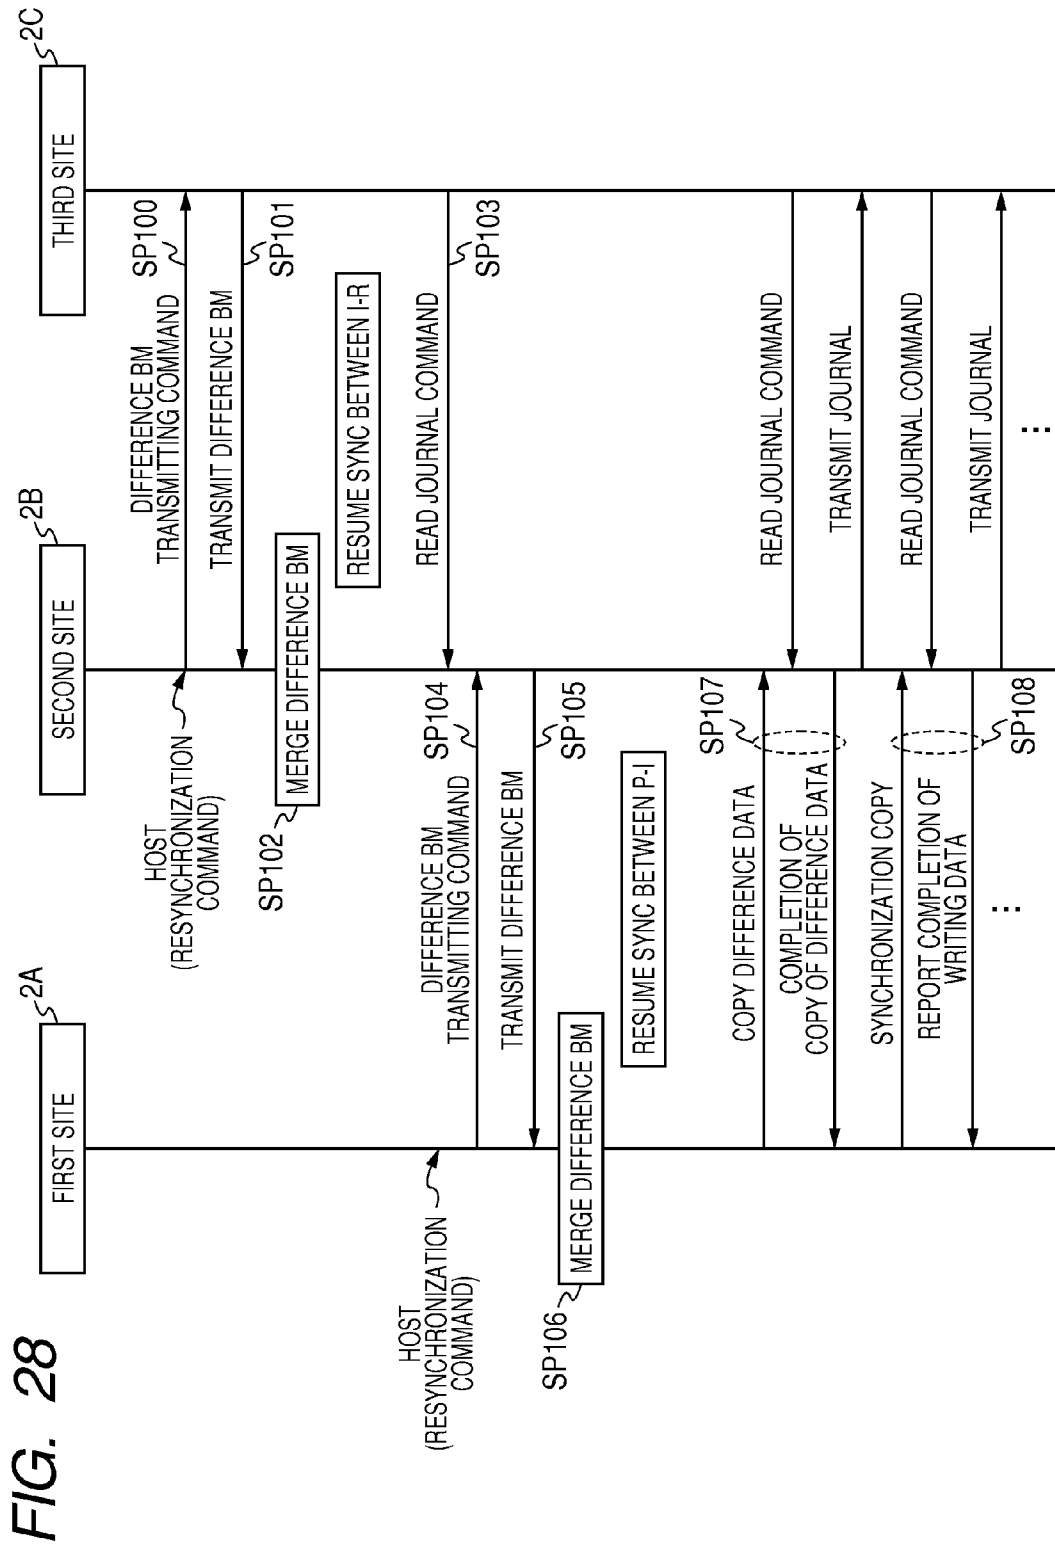 FIG. 28
FIRST SITE
2A
SECOND SITE
2B
THIRD SITE
2C
HOST
(RESYNCHRONIZATION
COMMAND)
DIFFERENCE BM
TRANSMITTING COMMAND
SP100
TRANSMIT DIFFERENCE BM
SP101
MERGE DIFFERENCE BM
SP102
RESUME SYNC BETWEEN I-R
READ JOURNAL COMMAND
SP103
HOST
(RESYNCHRONIZATION
COMMAND)
DIFFERENCE BM
TRANSMITTING COMMAND
SP104
TRANSMIT DIFFERENCE BM
SP105
MERGE DIFFERENCE BM
SP106
RESUME SYNC BETWEEN P-I
COPY DIFFERENCE DATA
SP107
COMPLETION OF
COPY OF DIFFERENCE DATA
READ JOURNAL COMMAND
TRANSMIT JOURNAL
SYNCHRONIZATION COPY
REPORT COMPLETION OF
WRITING DATA
SP108
READ JOURNAL COMMAND
TRANSMIT JOURNAL
...
...